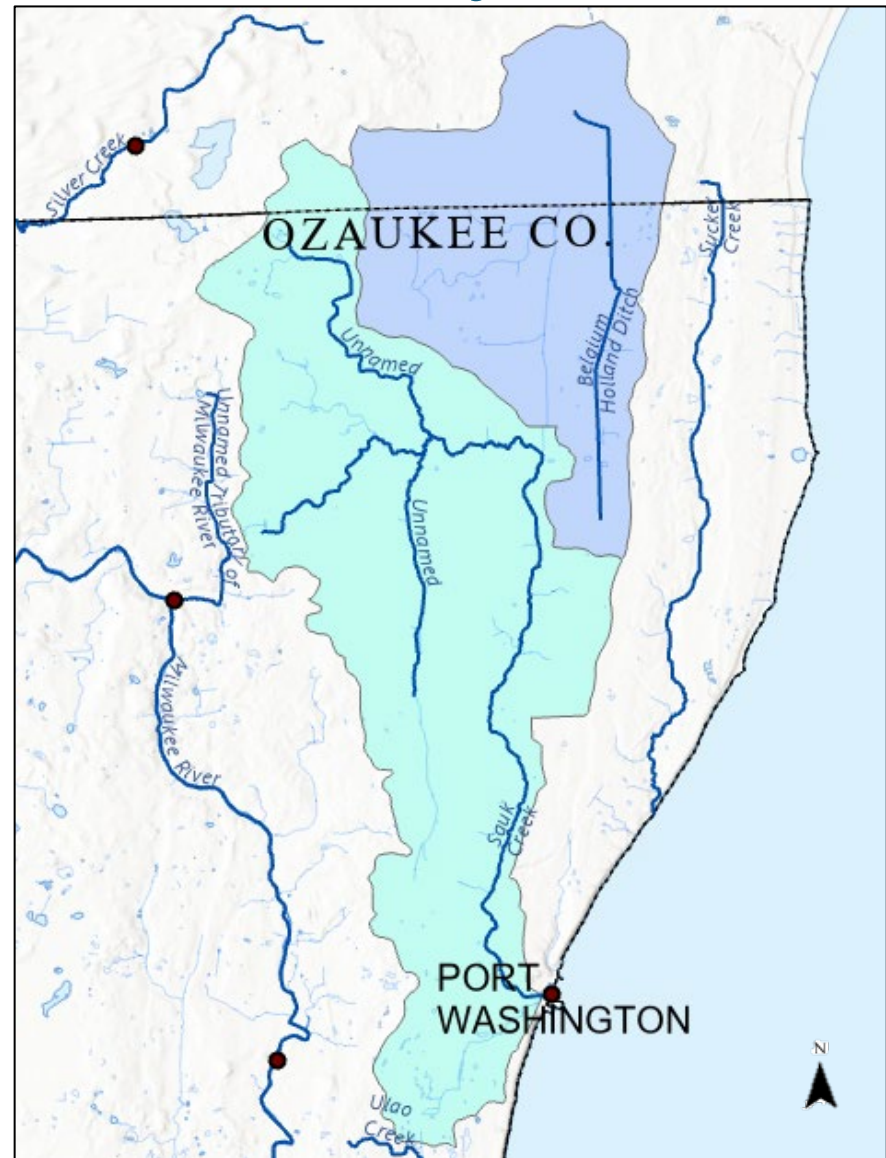 Silver Creek
OZAUKEE CO.
Sucker
Creek
Belgium
Holland Ditch
Unnamed
Unnamed Tributary of
Milwaukee River
Unnamed
Milwaukee River
Sauk
Creek
PORT
WASHINGTON
N
Ulao
Creek